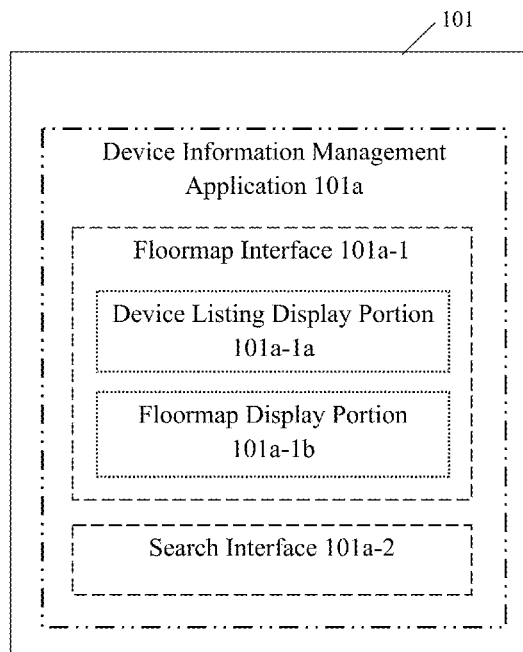 101
Device Information Management
Application 101a
Floormap Interface 101a-1
Device Listing Display Portion
101a-1a
Floormap Display Portion
101a-1b
Search Interface 101a-2